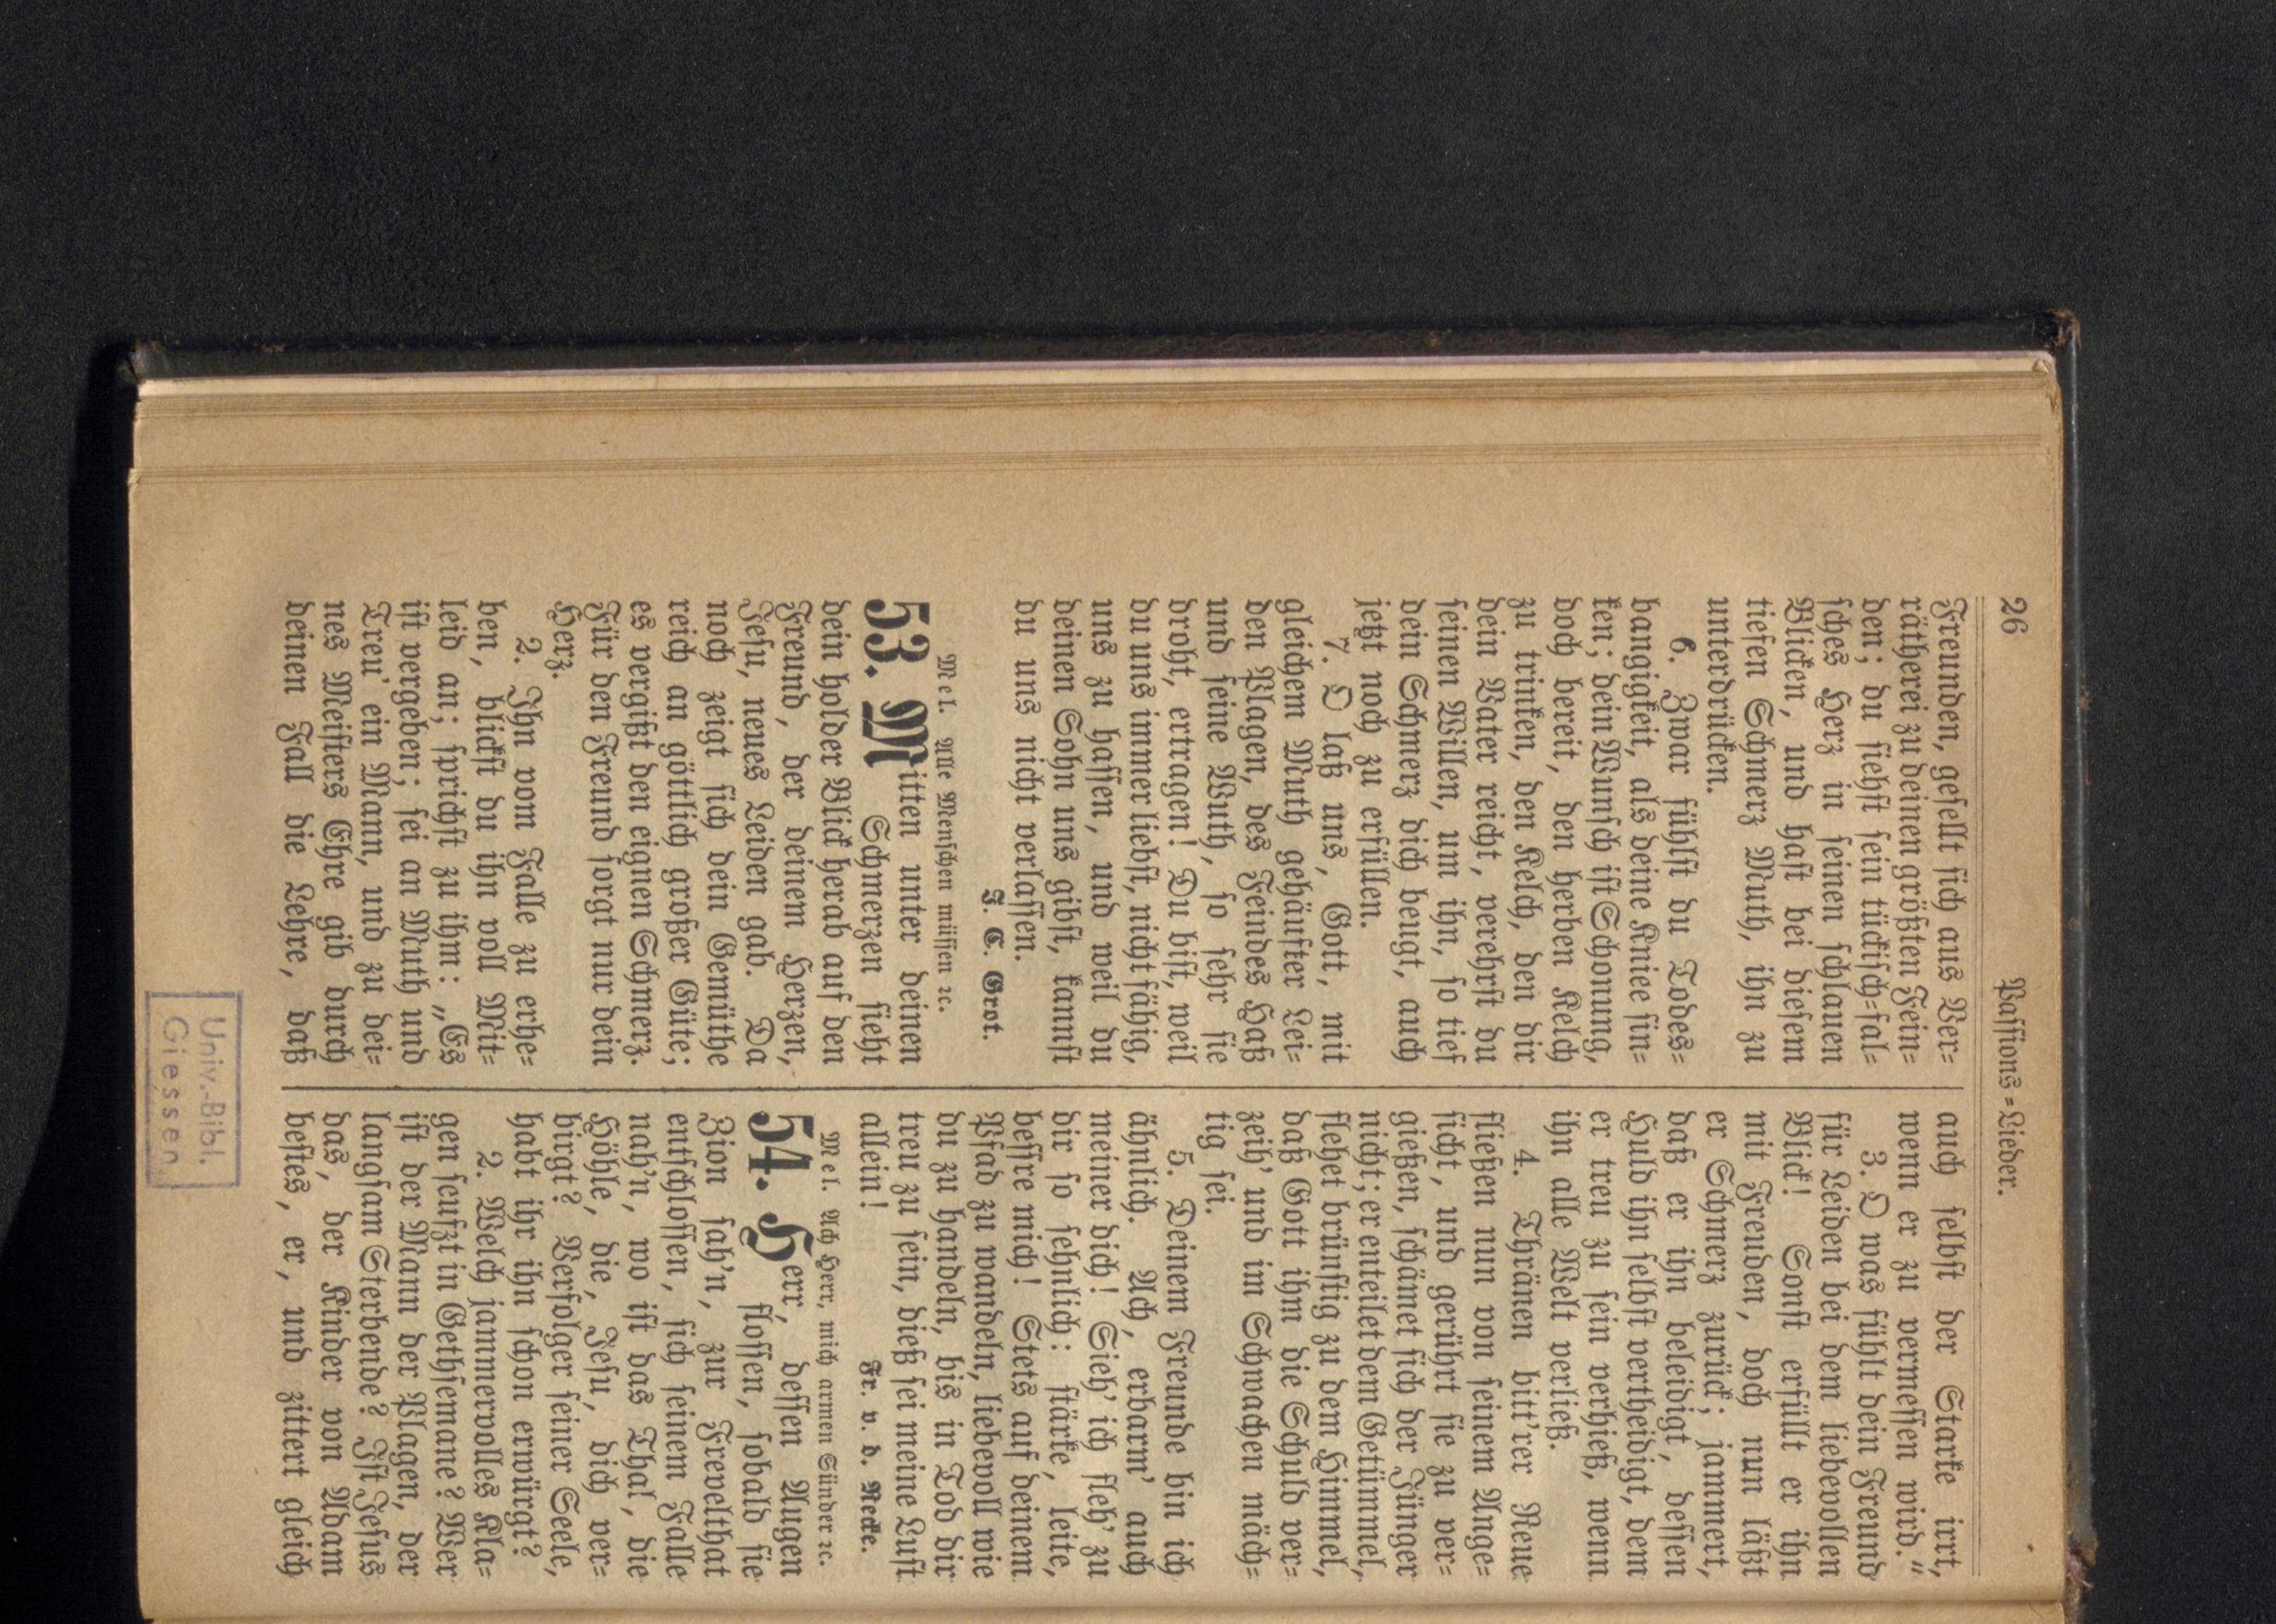 26
Passions-Lieder.
Freunden, gesellt sich aus Ver-
rätherei zu deinen größten Fein-
den; du siehst sein tückisch-fal-
sches Herz in seinen schlauen
Blicken, und hast bei diesem
tiefen Schmerz Muth, ihn zu
unterdrücken.
6. Zwar fühlst du Todes-
bangigkeit, als deine Kniee sin-
ken; dein Wunsch ist Schonung,
doch bereit, den herben Kelch
zu trinken, den Kelch, den dir
dein Vater reicht, verehrst du
seinen Willen, um ihn, so tief
dein Schmerz dich beugt, auch
jetzt noch zu erfüllen.
7. O laß uns, Gott, mit
gleichem Muth gehäufter Lei-
den Plagen, des Feindes Haß
und seine Wuth, so sehr sie
droht, ertragen! Du bist, weil
du uns immer liebst, nicht fähig,
uns zu hassen, und weil du
deinen Sohn uns gibst, kannst
du uns nicht verlassen.
J. C. Grot.
Mel. Alle Menschen müssen ꝛc.
53. Mitten unter deinen
Schmerzen sieht
dein holder Blick herab auf den
Freund, der deinem Herzen,
Jesu, neues Leiden gab. Da
noch zeigt sich dein Gemüthe
reich an göttlich großer Güte;
es vergißt den eignen Schmerz.
Für den Freund sorgt nur dein
Herz.
2. Ihn vom Falle zu erhe-
ben, blickst du ihn voll Mit-
leid an; sprichst zu ihm: „Es
ist vergeben; sei an Muth und
Treu' ein Mann, und zu dei-
nes Meisters Ehre gib durch
deinen Fall die Lehre, daß
auch selbst der Starke irrt,
wenn er zu vermessen wird.“
3. O was fühlt dein Freund
für Leiden bei dem liebevollen
Blick! Sonst erfüllt er ihn
mit Freuden, doch nun läßt
er Schmerz zurück; jammert,
daß er ihn beleidigt, dessen
Huld ihn selbst vertheidigt, dem
er treu zu sein verhieß, wenn
ihn alle Welt verließ.
4. Thränen bitt'rer Reue
fließen nun von seinem Ange-
sicht, und gerührt sie zu ver-
gießen, schämet sich der Jünger
nicht; er enteilet dem Getümmel,
flehet brünstig zu dem Himmel,
daß Gott ihm die Schuld ver-
zeih' und im Schwachen mäch-
tig sei.
5. Deinem Freunde bin ich
ähnlich. Ach, erbarm' auch
meiner dich! Sieh' ich fleh' zu
dir so sehnlich: stärke, leite,
bessre mich! Stets auf deinem
Pfad zu wandeln, liebevoll wie
du zu handeln, bis in Tod dir
treu zu sein, dieß sei meine Lust
allein!
Fr. v. d. Recke.
Mel. Ach Herr, mich armen Sünder ꝛc.
54. Herr, dessen Augen
flossen, sobald sie
Zion sah'n, zur Frevelthat
entschlossen, sich seinem Falle
nah'n, wo ist das Thal, die
Höhle, die, Jesu, dich ver-
birgt? Verfolger seiner Seele,
habt ihr ihn schon erwürgt?
2. Welch jammervolles Kla-
gen seufzt in Gethsemane? Wer
ist der Mann der Plagen, der
langsam Sterbende? Ist Jesus
das, der Kinder von Adam
bestes, er, und zittert gleich
Univ.-Bibl.
Giessen